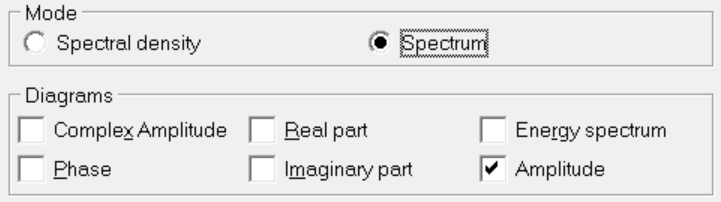 Mode
Spectral density Spectrum
Diagrams
Complex Amplitude Real part Energy spectrum
Phase Imaginary part Amplitude